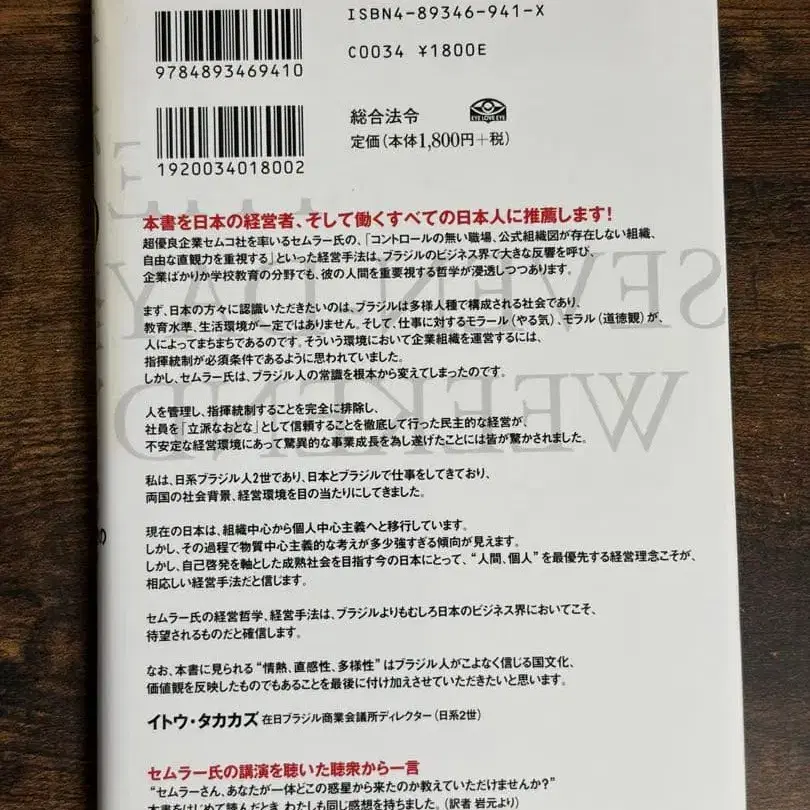 ISBN4-89346-941-X
C0034 ¥1800E
9784893469410
総合法令
EYE LOVE EYE
定価(本体1,800円+税)
1920034018002
THE
SEVEN-DAY
WEEKEND
本書を日本の経営者、そして働くすべての日本人に推薦します!
超優良企業セムコ社を率いるセムラー氏の、「コントロールの無い職場、公式組織図が存在しない組織、
自由な直観力を重視する」といった経営手法は、ブラジルのビジネス界で大きな反響を呼び、
企業ばかりか学校教育の分野でも、彼の人間を重要視する哲学が浸透しつつあります。
まず、日本の方々に認識いただきたいのは、ブラジルは多様人種で構成される社会であり、
教育水準、生活環境が一定ではありません。そして、仕事に対するモラール(やる気)、モラル(道徳観)が、
人によってまちまちであるのです。そういう環境において企業組織を運営するには、
指揮統制が必須条件であるように思われていました。
しかし、セムラー氏は、ブラジル人の常識を根本から変えてしまったのです。
人を管理し、指揮統制することを完全に排除し、
社員を「立派なおとな」として信頼することを徹底して行った民主的な経営が、
不安定な経営環境にあって驚異的な事業成長を為し遂げたことには皆が驚かされました。
私は、日系ブラジル人2世であり、日本とブラジルで仕事をしてきており、
両国の社会背景、経営環境を目の当たりにしてきました。
現在の日本は、組織中心から個人中心主義へと移行しています。
しかし、その過程で物質中心主義的な考えが多少強すぎる傾向が見えます。
しかし、自己啓発を軸とした成熟社会を目指す今の日本にとって、“人間、個人”を最優先する経営理念こそが、
相応しい経営手法だと信じます。
セムラー氏の経営哲学、経営手法は、ブラジルよりもむしろ日本のビジネス界においてこそ、
待望されるものだと確信します。
なお、本書に見られる“情熱、直感性、多様性”はブラジル人がこよなく信じる国文化、
価値観を反映したものでもあることを最後に付け加えさせていただきたいと思います。
イトウ・タカカズ 在日ブラジル商業会議所ディレクター(日系2世)
セムラー氏の講演を聴いた聴衆から一言
“セムラーさん、あなたが一体どこの惑星から来たのか教えていただけませんか?”
本書をはじめて読んだとき、わたしも同じ感想を持ちました。(訳者 岩元より)